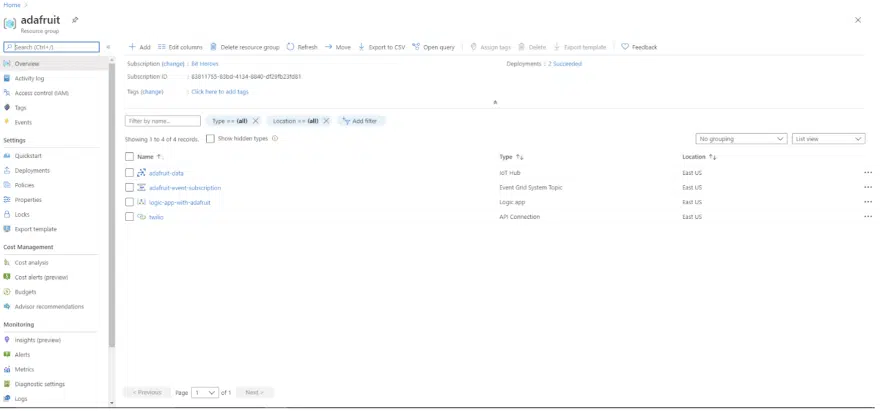 Home >
adafruit
Resource group
Search (Ctrl+/)
«
Add
Edit columns
Delete resource group
Refresh
Move
Export to CSV
Open query
Assign tags
Delete
Export template
Feedback
Overview
Activity log
Access control (IAM)
Tags
Events
Settings
Quickstart
Deployments
Policies
Properties
Locks
Export template
Cost Management
Cost analysis
Cost alerts (preview)
Budgets
Advisor recommendations
Monitoring
Insights (preview)
Alerts
Metrics
Diagnostic settings
Logs
Subscription (change) :
Deployments : 2 Succeeded
Subscription ID :
Tags (change) : Click here to add tags
Filter by name...
Type == (all)
Location == (all)
Add filter
Showing 1 to 4 of 4 records.
Show hidden types
No grouping
List view
Name ↑↓ Type ↑↓ Location ↑↓
adafruit-data IoT Hub East US
adafruit-event-subscription Event Grid System Topic East US
logic-app-with-adafruit Logic app East US
twilio API Connection East US
< Previous Page 1 of 1 Next >